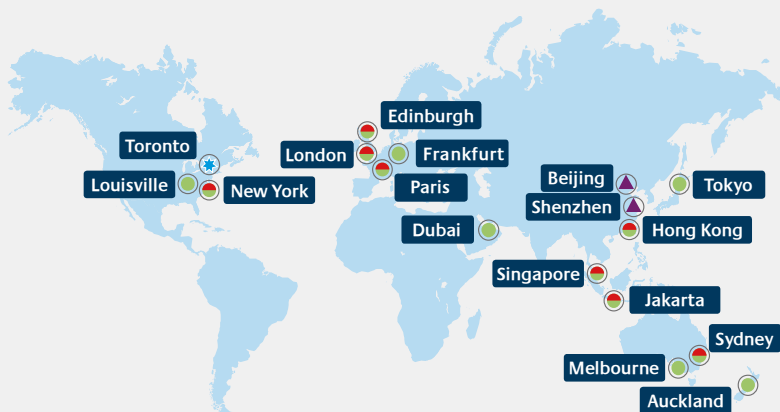 Edinburgh
Toronto
London
Frankfurt
Louisville
New York
Paris
Beijing
Tokyo
Shenzhen
Dubai
Hong Kong
Singapore
Jakarta
Sydney
Melbourne
Auckland